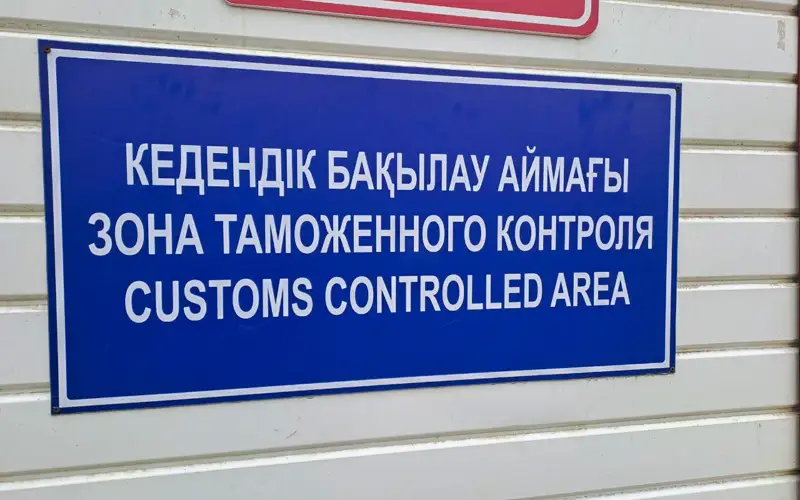 КЕДЕНДІК БАҚЫЛАУ АЙМАҒЫ
ЗОНА ТАМОЖЕННОГО КОНТРОЛЯ
CUSTOMS CONTROLLED AREA